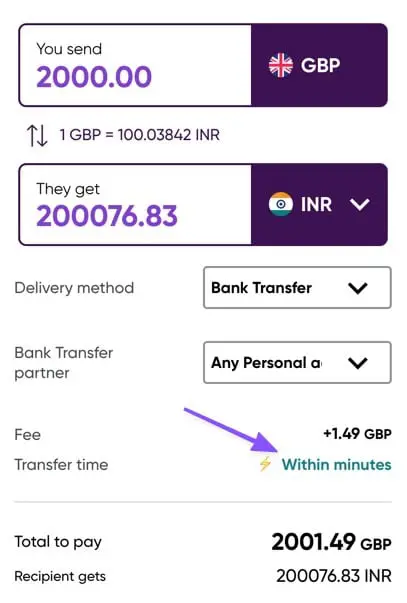 You send
2000.00
GBP
1 GBP = 100.03842 INR
They get
200076.83
INR
Delivery method
Bank Transfer
Bank Transfer
partner
Any Personal a
Fee
+1.49 GBP
Transfer time
⚡ Within minutes
Total to pay
2001.49 GBP
Recipient gets
200076.83 INR